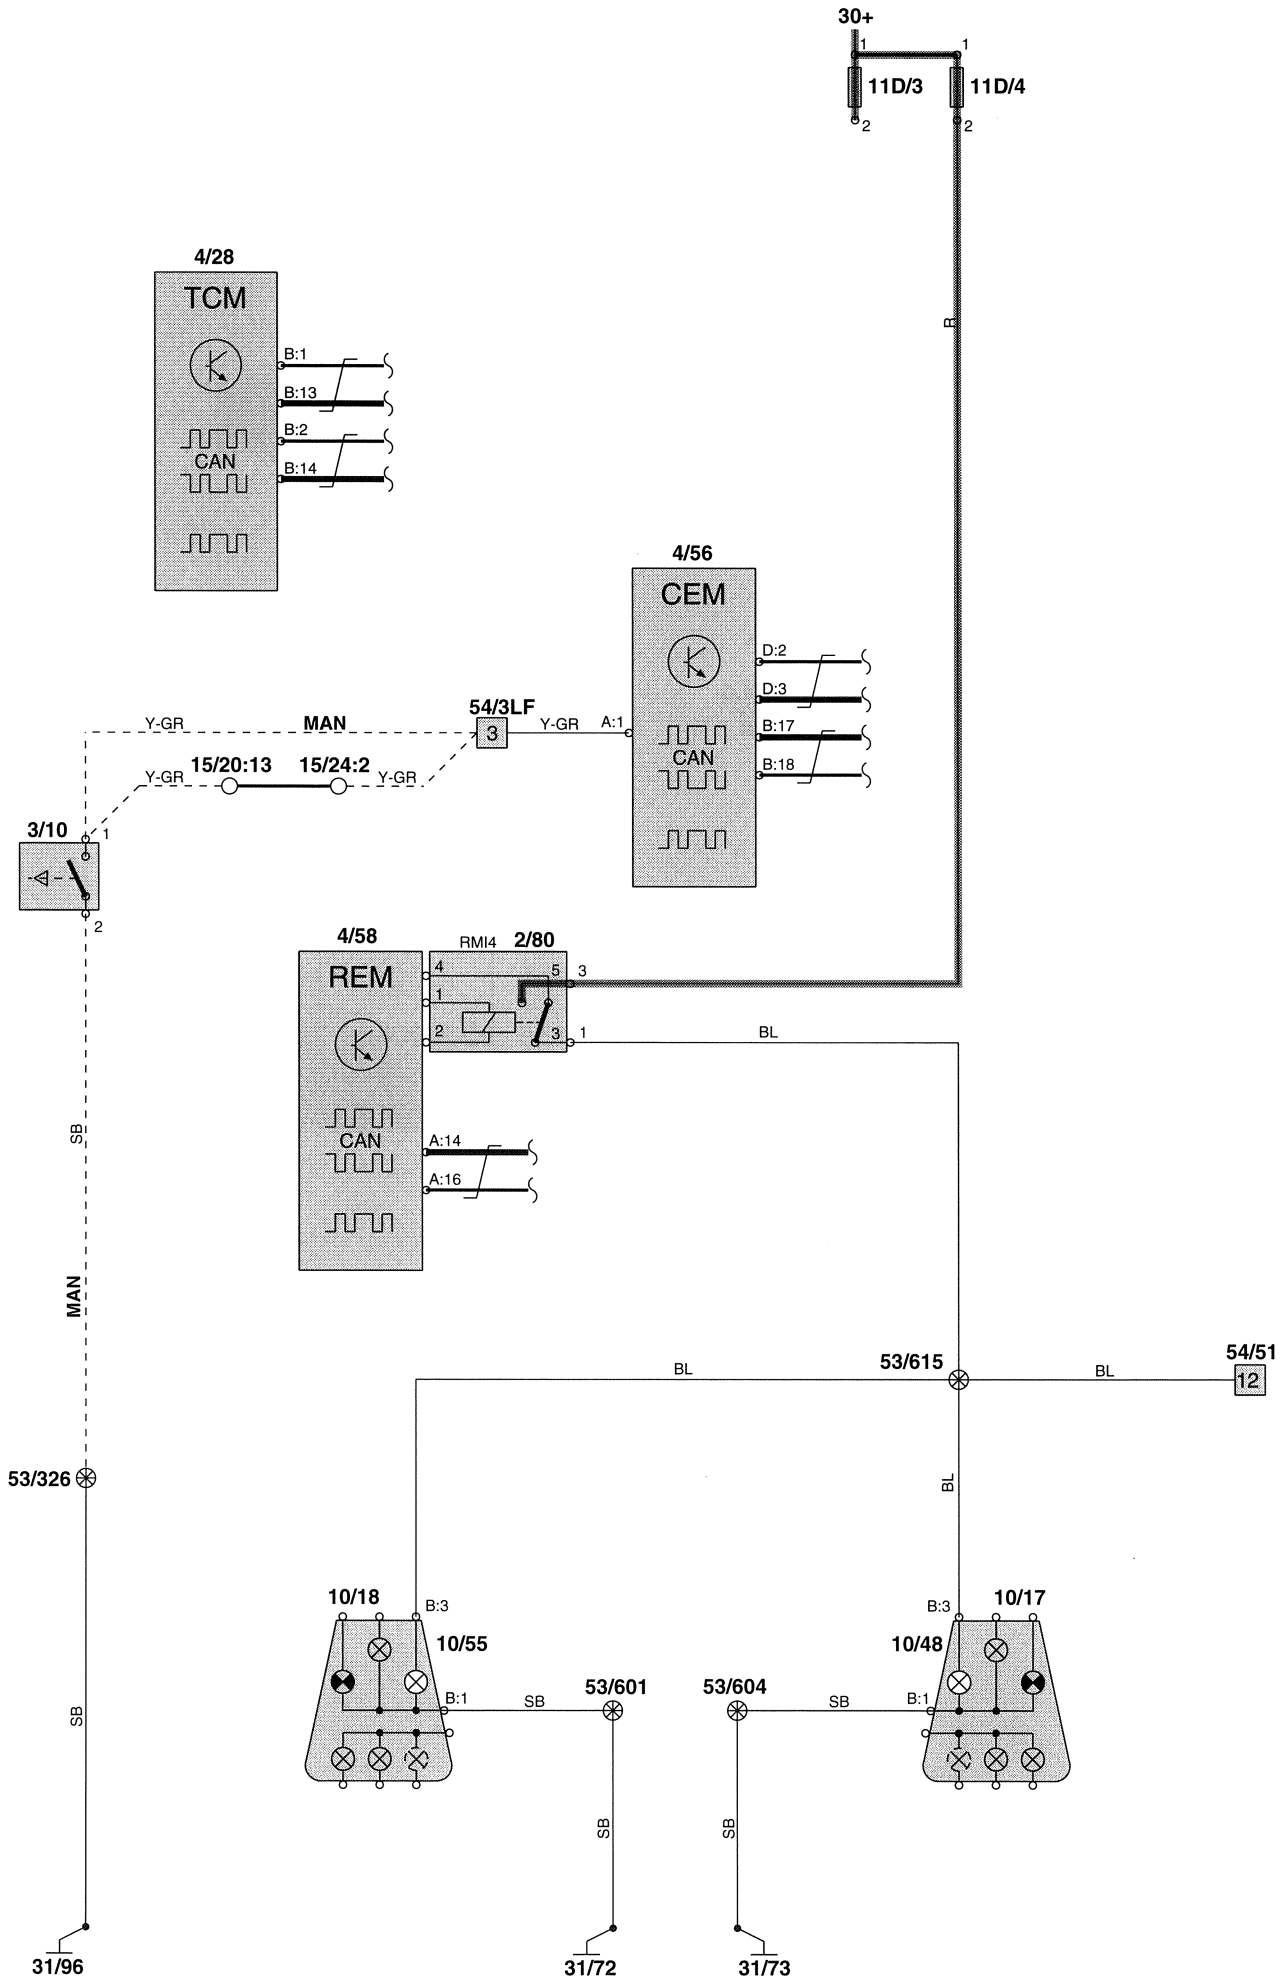 30+
1
1
11D/3
11D/4
2
2
R
4/28
TCM
B:1
B:13
B:2
CAN
B:14
4/56
CEM
D:2
D:3
B:17
CAN
B:18
54/3LF
Y-GR
MAN
3
Y-GR
A:1
Y-GR
15/20:13
15/24:2
Y-GR
3/10
1
2
4/58
RMI4
2/80
REM
4
5
3
1
2
3
1
BL
SB
CAN
A:14
A:16
MAN
53/615
54/51
BL
BL
12
53/326
BL
10/18
B:3
B:3
10/17
10/55
10/48
B:1
SB
53/601
53/604
SB
B:1
SB
SB
SB
31/96
31/72
31/73